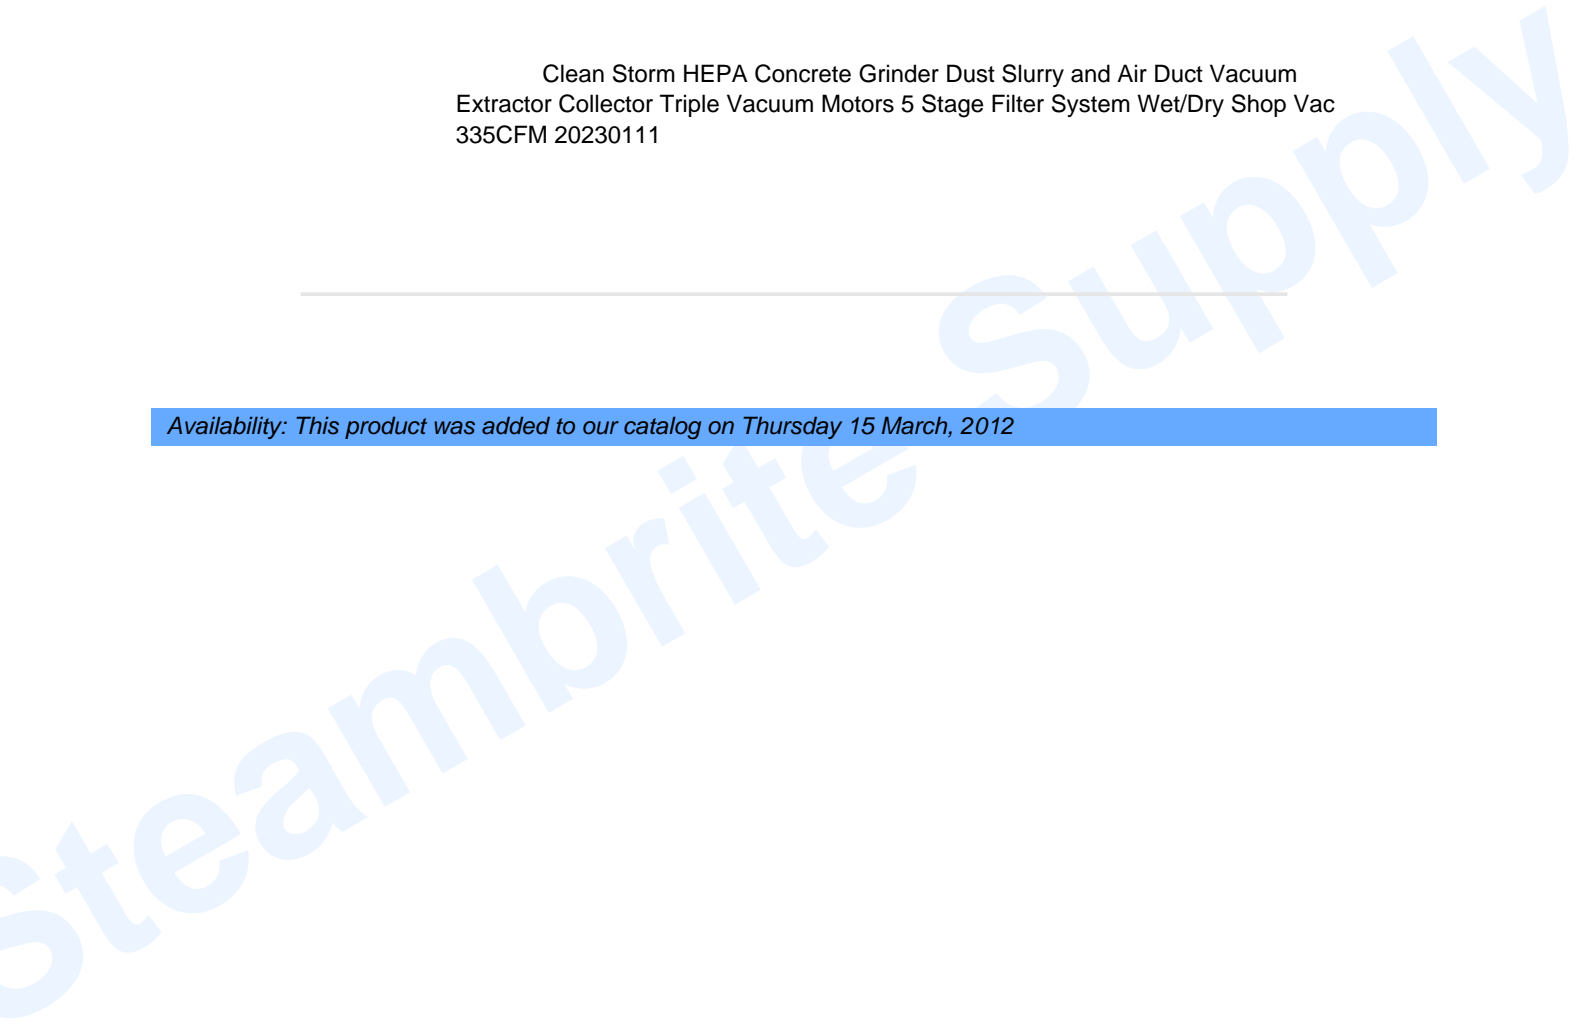 Clean Storm HEPA Concrete Grinder Dust Slurry and Air Duct Vacuum
Extractor Collector Triple Vacuum Motors 5 Stage Filter System Wet/Dry Shop Vac
335CFM 20230111
Availability: This product was added to our catalog on Thursday 15 March, 2012
Steambrite Supply